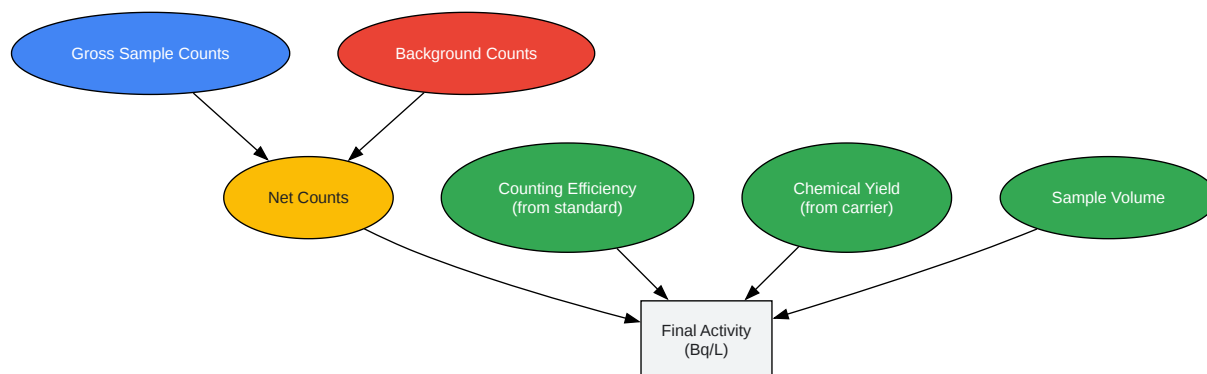 Gross Sample Counts
Background Counts
Net Counts
Counting Efficiency
(from standard)
Chemical Yield
(from carrier)
Sample Volume
Final Activity
(Bq/L)